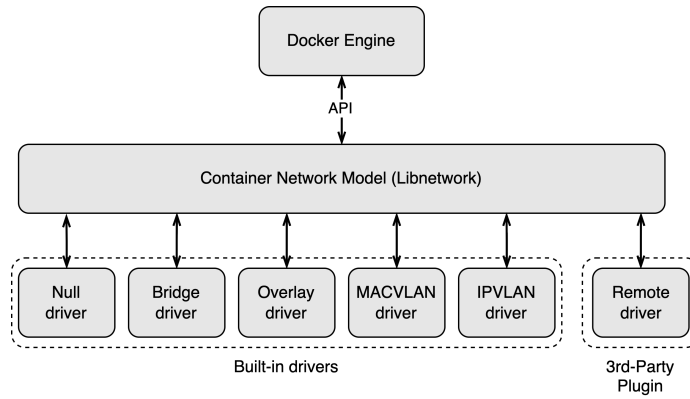 Docker Engine
API
Container Network Model (Libnetwork)
Null
driver
Bridge
driver
Overlay
driver
MACVLAN
driver
IPVLAN
driver
Remote
driver
Built-in drivers
3rd-Party
Plugin